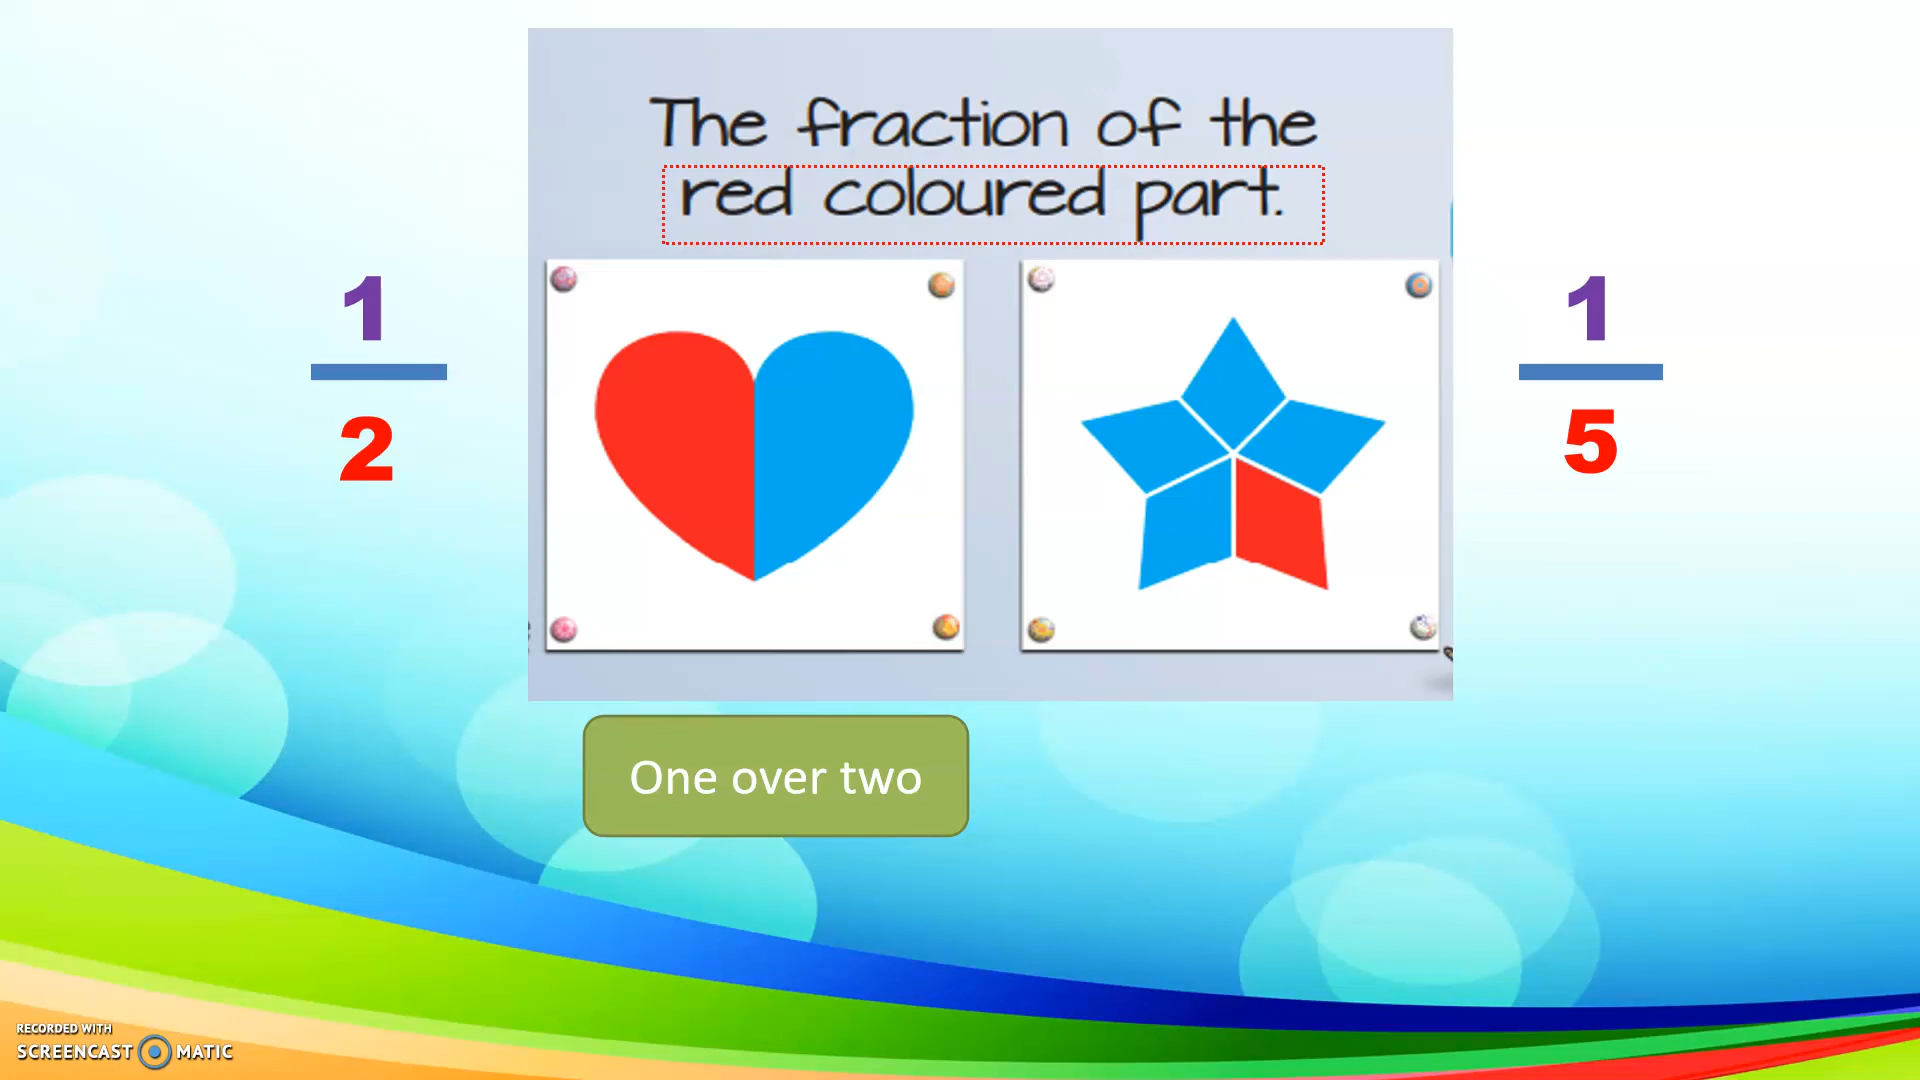 The fraction of the
red coloured part.
1
2
1
5
One over two
RECORDED WITH
SCREENCAST MATIC